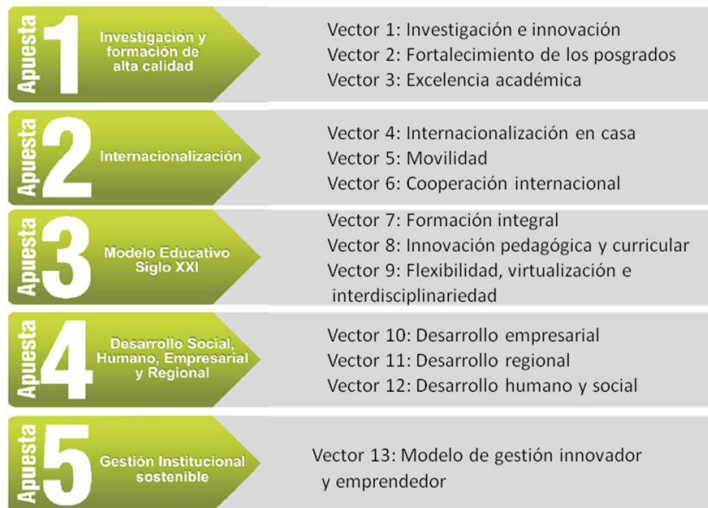 Apuesta
1
Investigación y
formación de
alta calidad
Vector 1: Investigación e innovación
Vector 2: Fortalecimiento de los posgrados
Vector 3: Excelencia académica
Apuesta
2
Internacionalización
Vector 4: Internacionalización en casa
Vector 5: Movilidad
Vector 6: Cooperación internacional
Apuesta
3
Modelo Educativo
Siglo XXI
Vector 7: Formación integral
Vector 8: Innovación pedagógica y curricular
Vector 9: Flexibilidad, virtualización e
interdisciplinariedad
Apuesta
4
Desarrollo Social,
Humano, Empresarial
y Regional
Vector 10: Desarrollo empresarial
Vector 11: Desarrollo regional
Vector 12: Desarrollo humano y social
Apuesta
5
Gestión Institucional
sostenible
Vector 13: Modelo de gestión innovador
y emprendedor